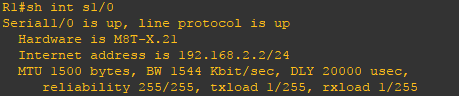 R1#sh int s1/0
Serial1/0 is up, line protocol is up
Hardware is M8T-X.21
Internet address is 192.168.2.2/24
MTU 1500 bytes, BW 1544 Kbit/sec, DLY 20000 usec,
reliability 255/255, txload 1/255, rxload 1/255